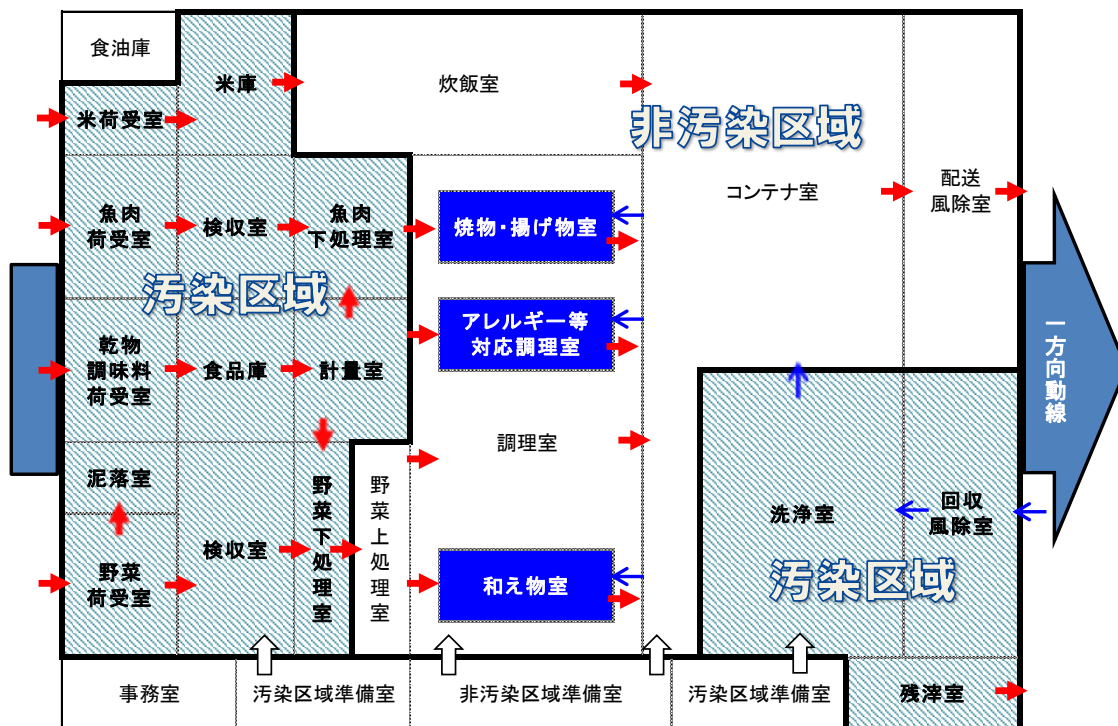 食油庫
米庫
炊飯室
米荷受室
非汚染区域
コンテナ室
配送
風除室
魚肉
荷受室
検収室
魚肉
下処理室
焼物・揚げ物室
汚染区域
アレルギー等
対応調理室
乾物
調味料
荷受室
食品庫
計量室
一方向動線
調理室
泥落室
野菜下処理室
野菜上処理室
洗浄室
回収
風除室
検収室
野菜
荷受室
和え物室
汚染区域
事務室
汚染区域準備室
非汚染区域準備室
汚染区域準備室
残滓室